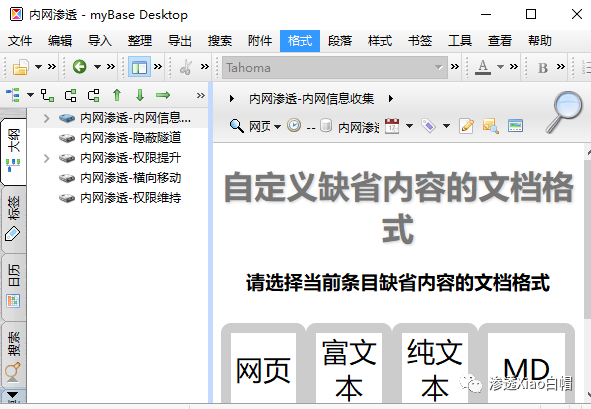 内网渗透 - myBase Desktop
文件 编辑 导入 整理 导出 搜索 附件 格式 段落 样式 书签 工具 查看 帮助
Tahoma A B
内网渗透-内网信息收集
网页 -- 内网渗透
内网渗透-内网信息...
内网渗透-隐蔽隧道
内网渗透-权限提升
内网渗透-横向移动
内网渗透-权限维持
大纲
标签
日历
搜索
自定义缺省内容的文档格
式
请选择当前条目缺省内容的文档格式
网页
富文
本
纯文
本
MD
渗透Xiao白帽